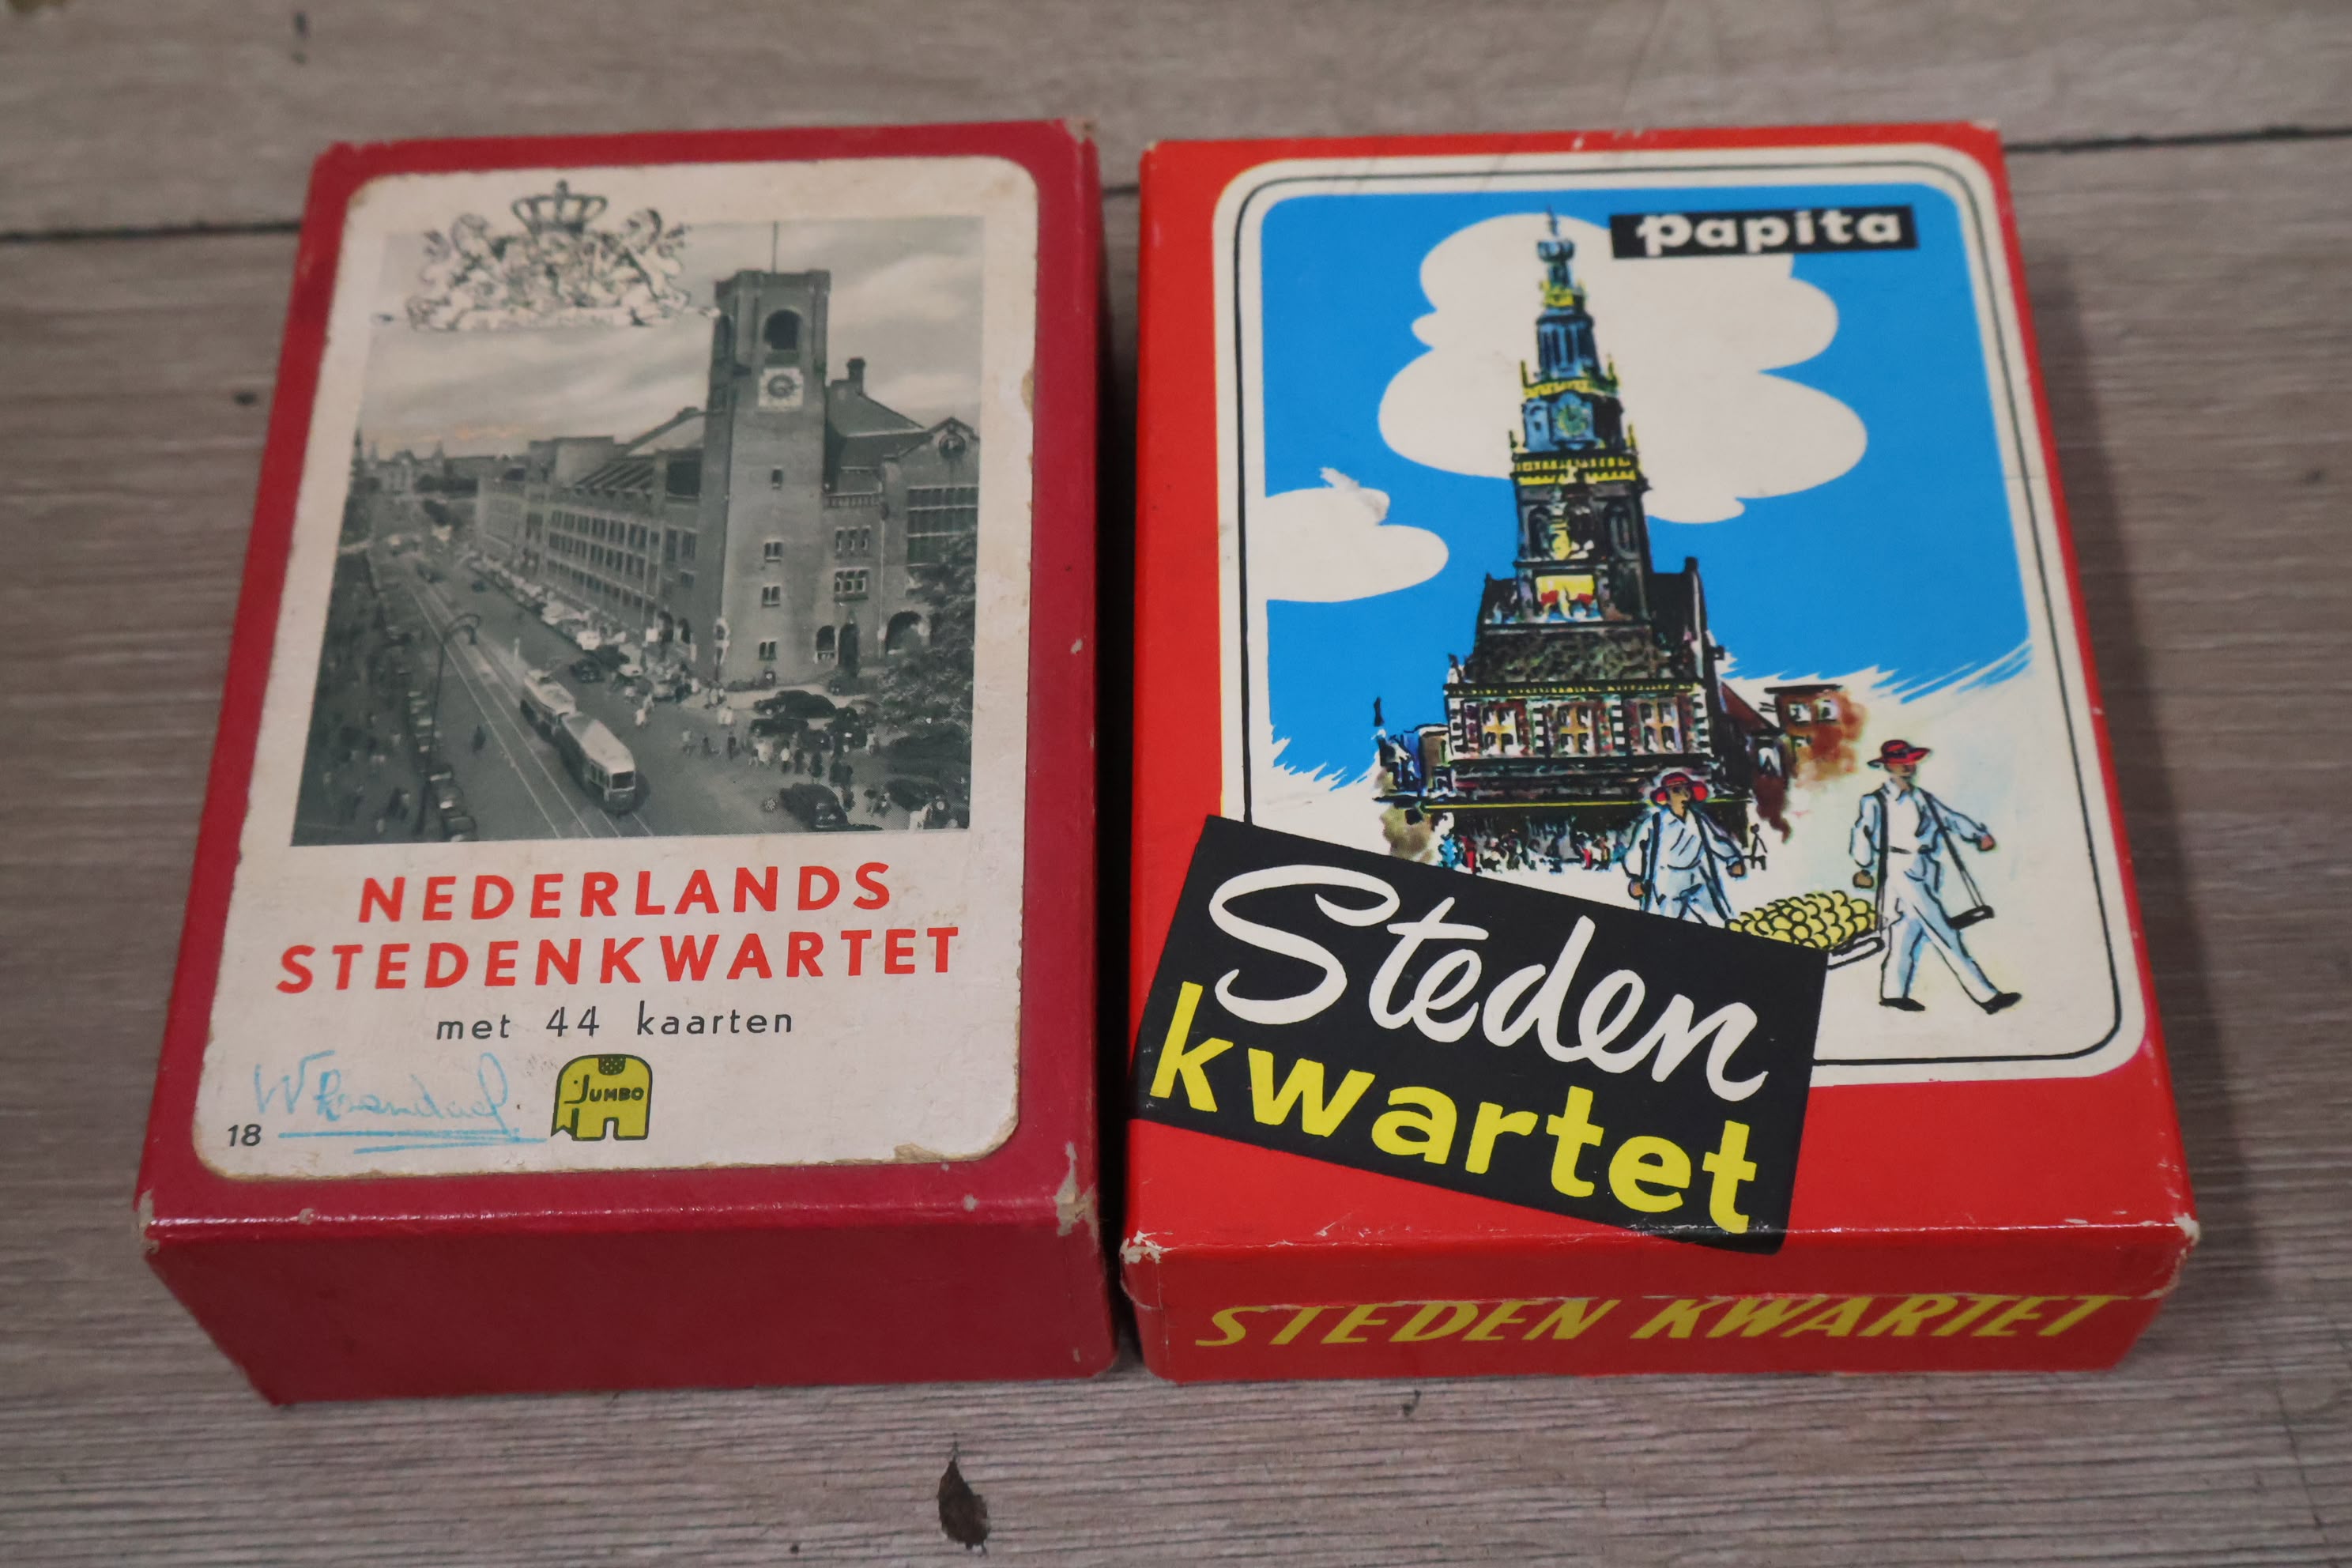 NEDERLANDS
STEDENKWARTET
met 44 kaarten
18
JUMBO
papita
Steden
kwartet
STEDEN KWARTET